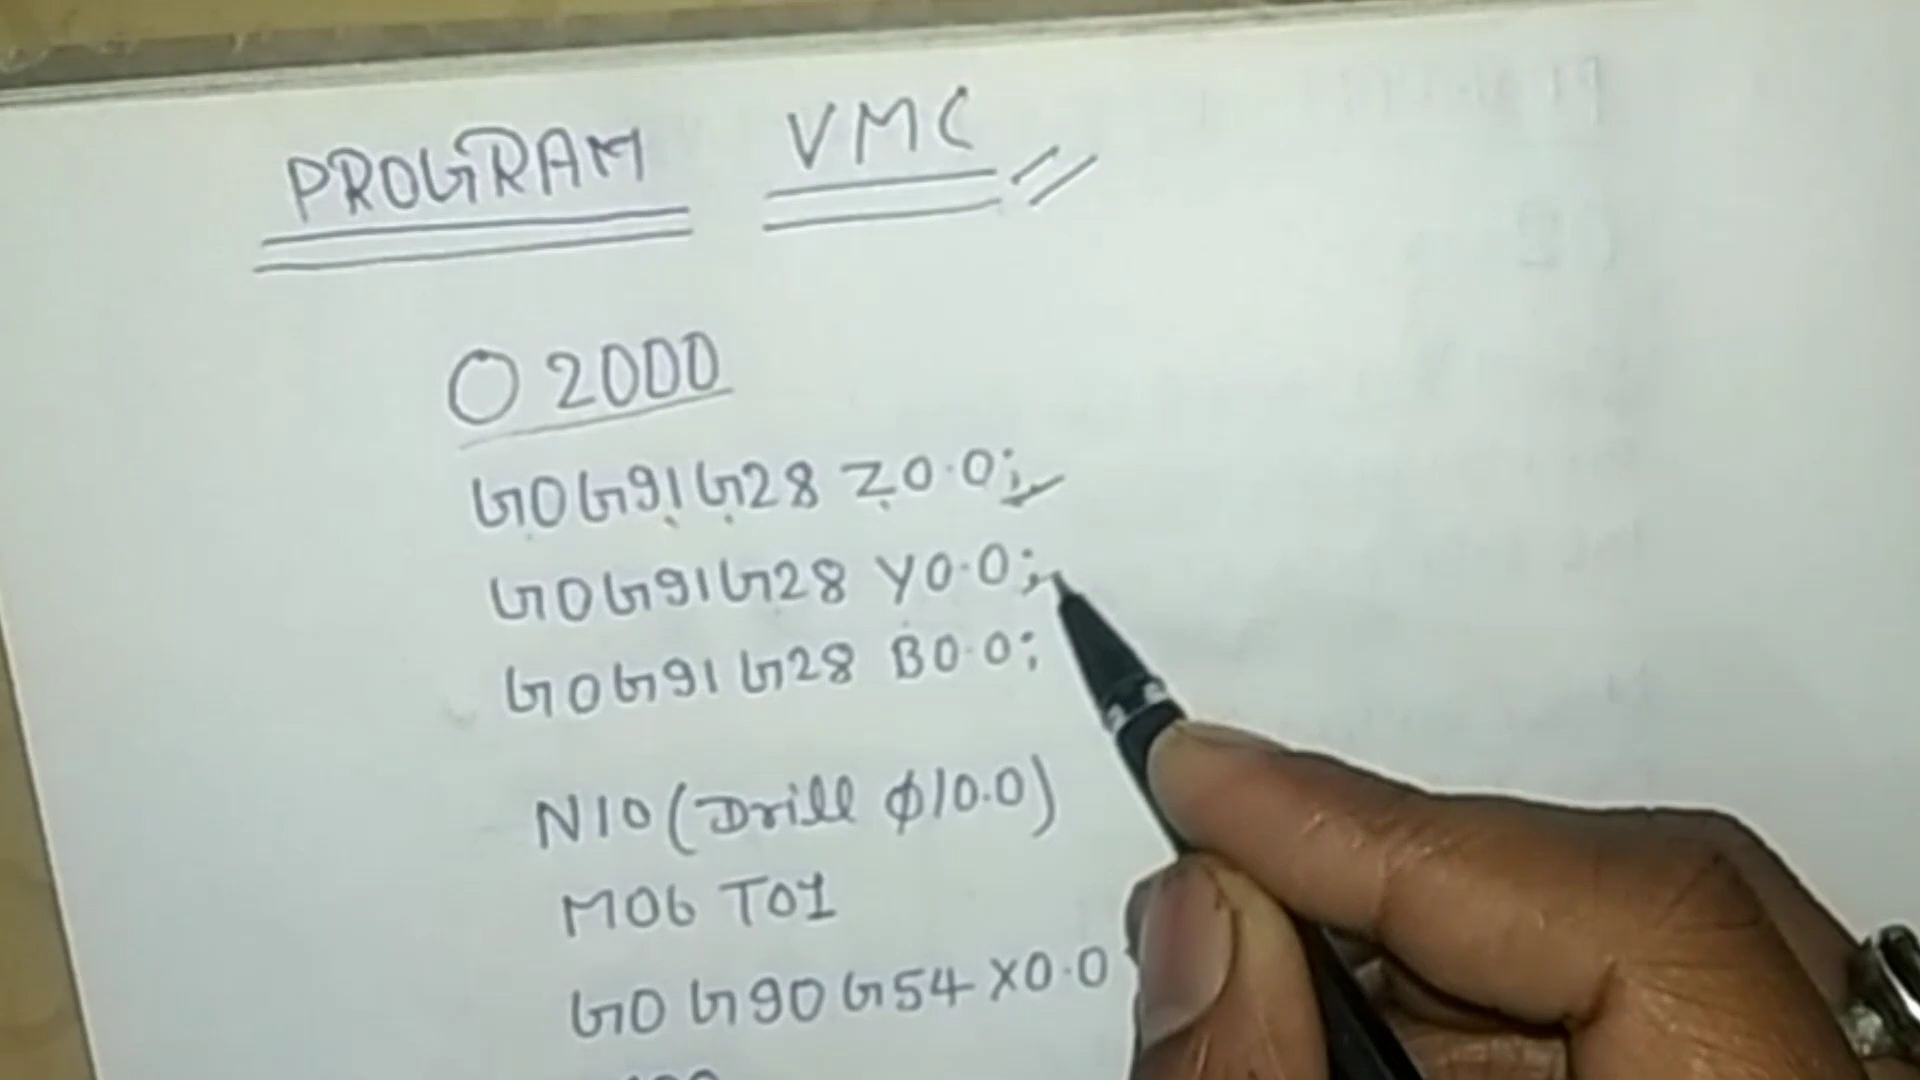 PROGRAM VMC
O 2000
G0G91G28 Z0.0;
G0G91G28 Y0.0;
G0G91G28 B0.0;
N10(Drill ϕ10.0)
M06 T01
G0 G90 G54 X0.0